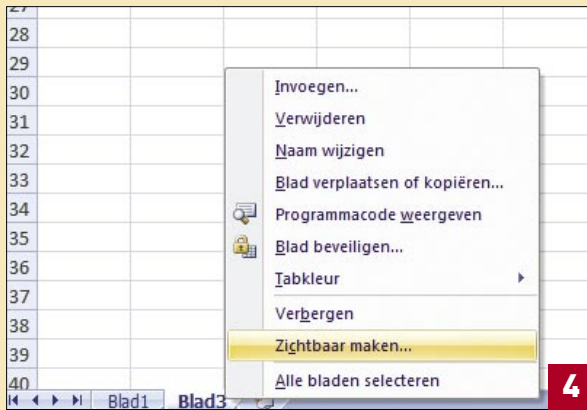 27
28
29
30
31
32
33
34
35
36
37
38
39
40
Invoegen...
Verwijderen
Naam wijzigen
Blad verplaatsen of kopiëren...
Programmacode weergeven
Blad beveiligen...
Tabkleur
Verbergen
Zichtbaar maken...
Alle bladen selecteren
Blad1 Blad3
4